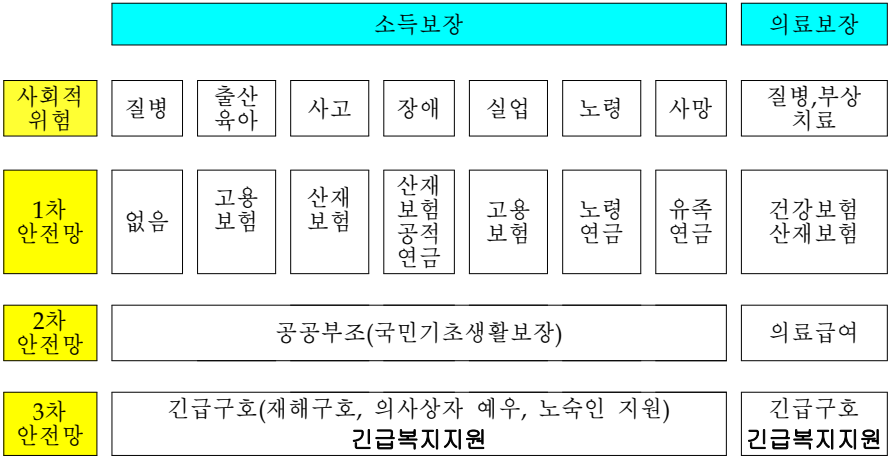 소득보장
의료보장
사회적
위험
질병
출산
육아
사고
장애
실업
노령
사망
질병,부상
치료
1차
안전망
없음
고용
보험
산재
보험
산재
보험
공적
연금
고용
보험
노령
연금
유족
연금
건강보험
산재보험
2차
안전망
공공부조(국민기초생활보장)
의료급여
3차
안전망
긴급구호(재해구호, 의사상자 예우, 노숙인 지원)
긴급복지지원
긴급구호
긴급복지지원